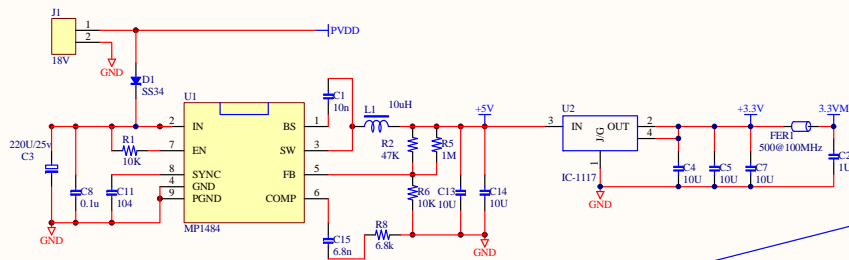 J1
1
2
18V
GND
PVDD
D1
SS34
U1
2 IN
7 EN
8 SYNC
4 GND
9 PGND
BS 1
SW 3
FB 5
COMP 6
MP1484
220U/25v
C3
C8
0.1u
C11
104
R1
10K
GND
C1
10n
L1 10uH
R2
47K
R5
1M
R6
10K
C13
10U
C14
10U
C15
6.8n
R8
6.8k
GND
+5V
U2
3 IN OUT 2
4
J/G
1
IC-1117
GND
C4
10U
C5
10U
C7
10U
+3.3V
FER1
500@100MHz
3.3VM
C2
1U